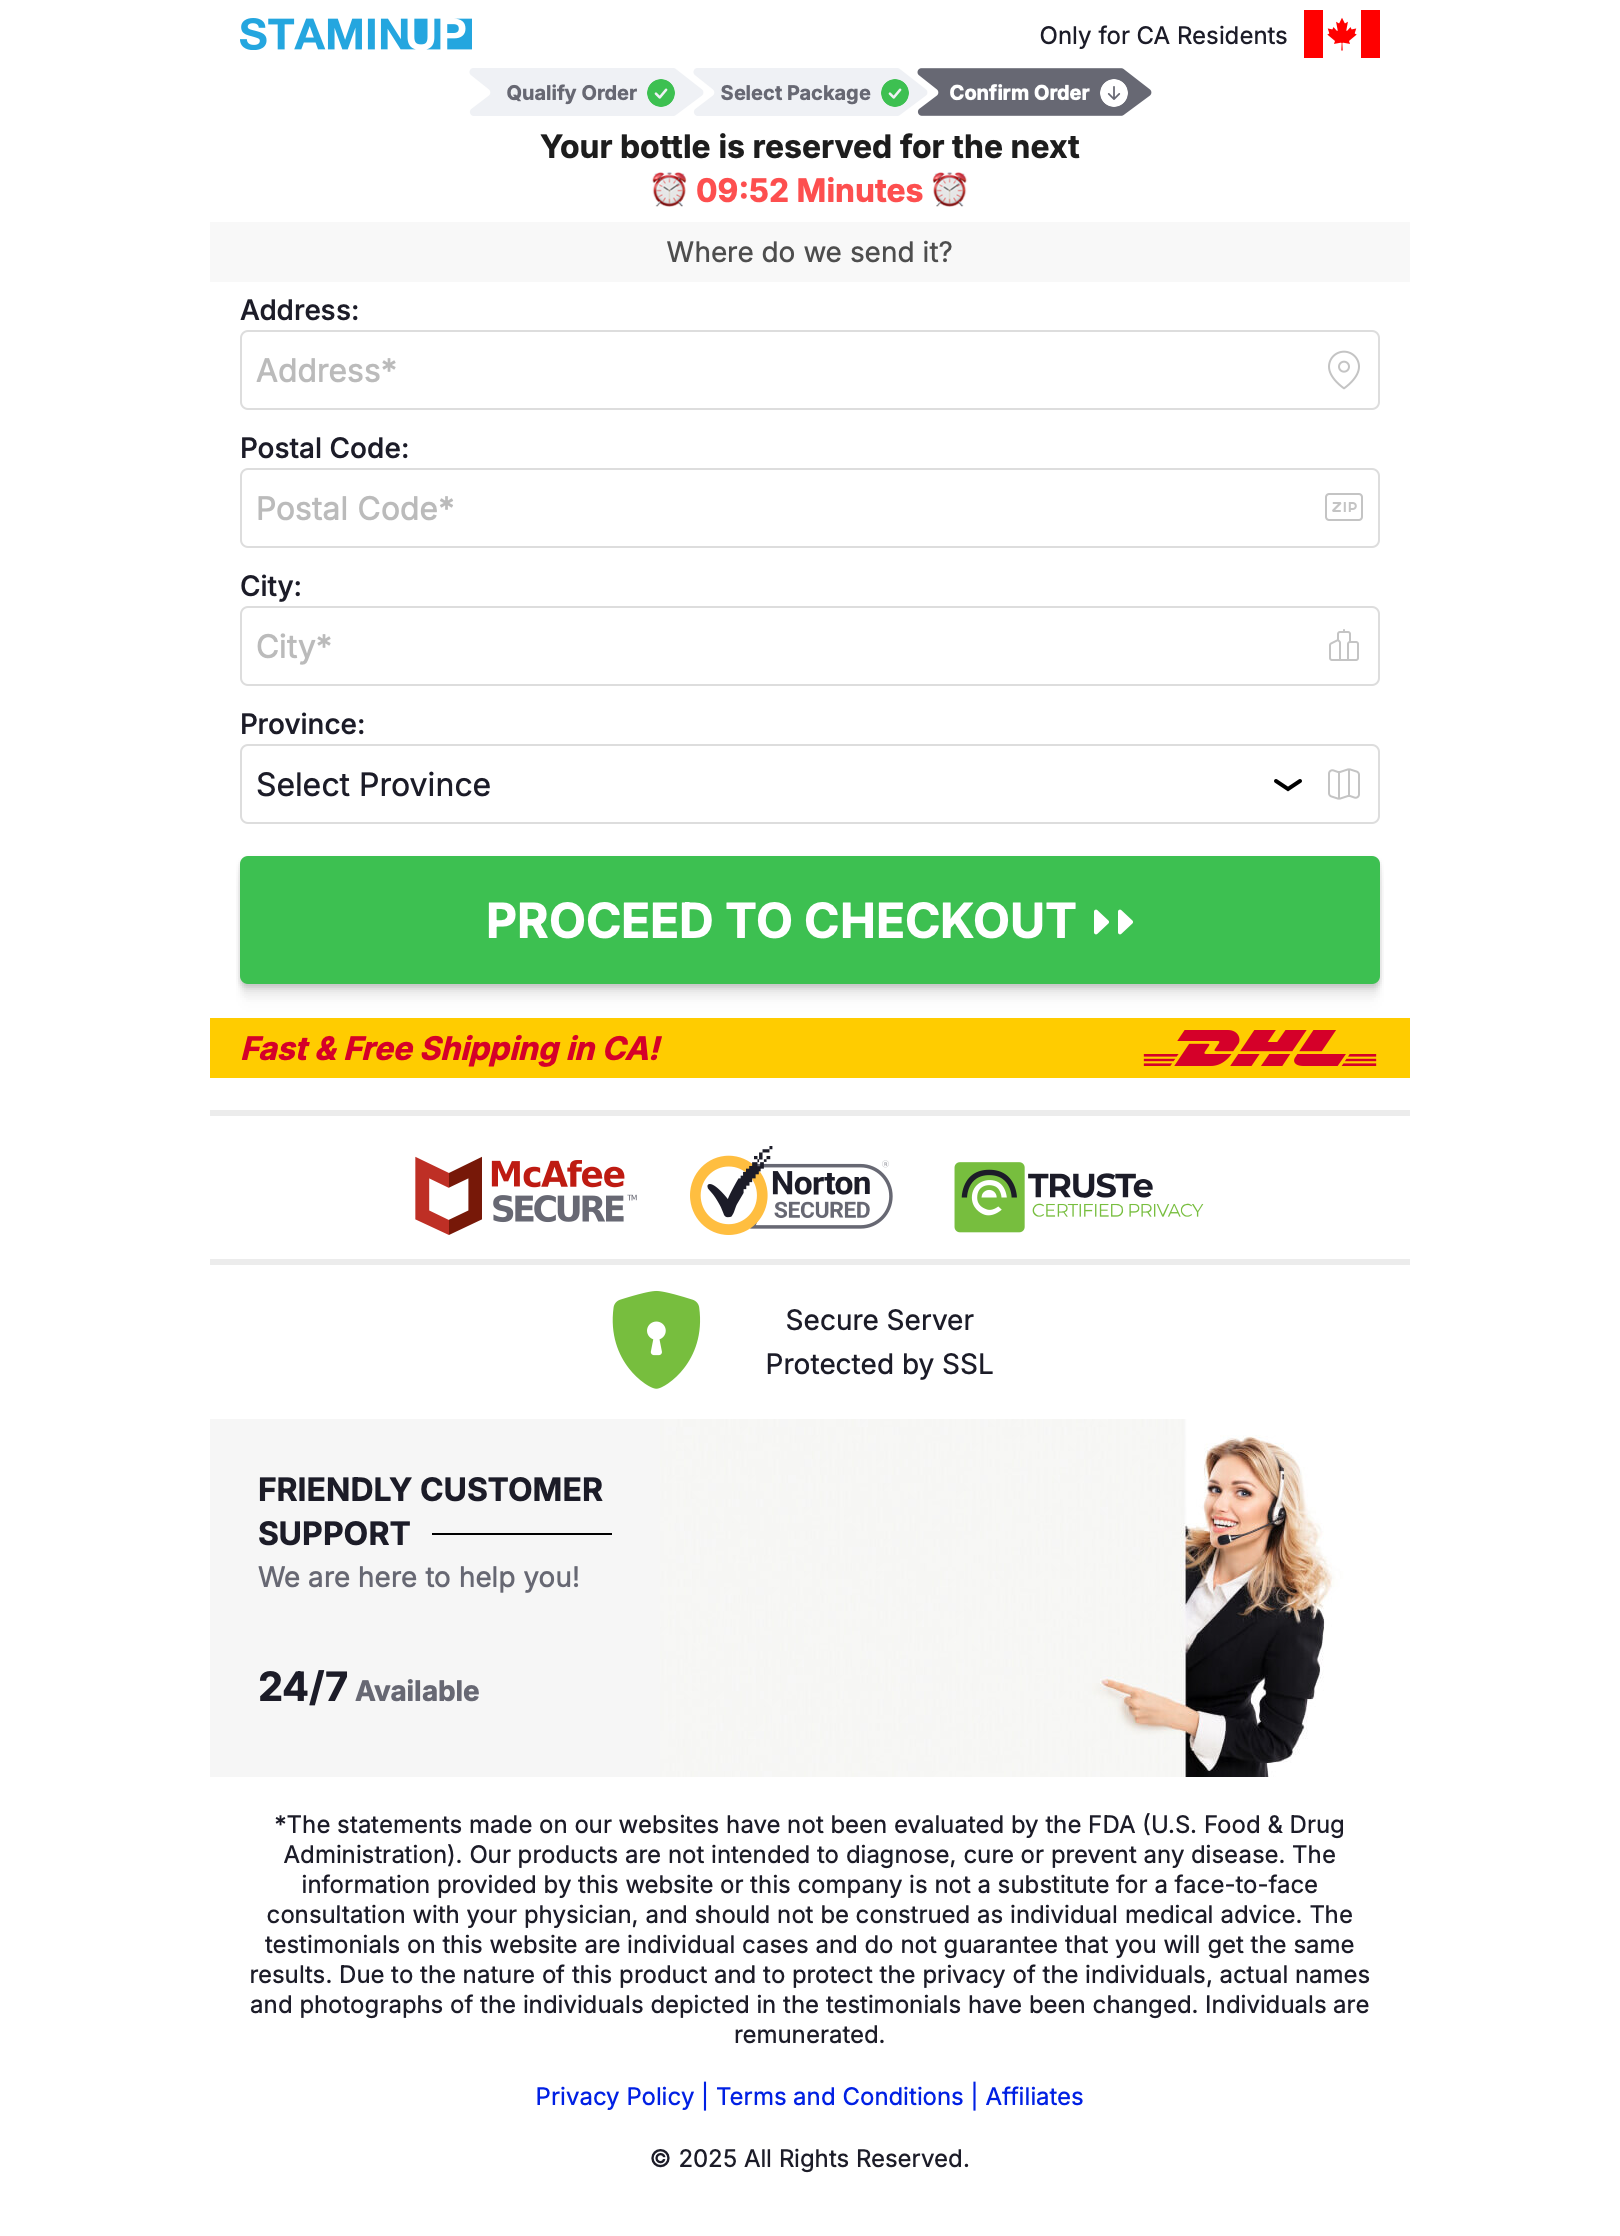 STAMINUP
Only for CA Residents
Qualify Order
Select Package
Confirm Order
Your bottle is reserved for the next
⏰ 09:52 Minutes ⏰
Where do we send it?
Address:
Address*
Postal Code:
Postal Code*
ZIP
City:
City*
Province:
Select Province
PROCEED TO CHECKOUT
Fast & Free Shipping in CA!
DHL
McAfee
SECURE™
Norton
SECURED
TRUSTe
CERTIFIED PRIVACY
Secure Server
Protected by SSL
FRIENDLY CUSTOMER
SUPPORT
We are here to help you!
24/7 Available
*The statements made on our websites have not been evaluated by the FDA (U.S. Food & Drug
Administration). Our products are not intended to diagnose, cure or prevent any disease. The
information provided by this website or this company is not a substitute for a face-to-face
consultation with your physician, and should not be construed as individual medical advice. The
testimonials on this website are individual cases and do not guarantee that you will get the same
results. Due to the nature of this product and to protect the privacy of the individuals, actual names
and photographs of the individuals depicted in the testimonials have been changed. Individuals are
remunerated.
Privacy Policy | Terms and Conditions | Affiliates
© 2025 All Rights Reserved.